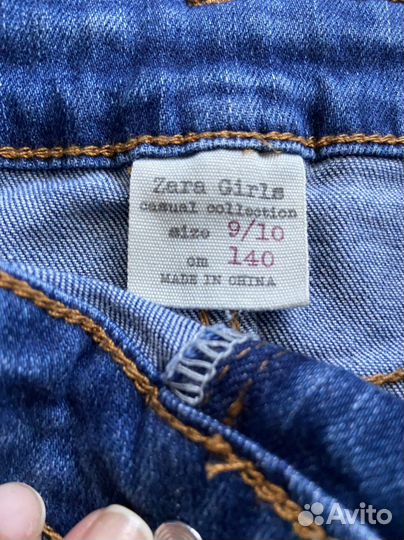 Zara Girls
casual collection
size 9/10
cm 140
MADE IN CHINA
Avito